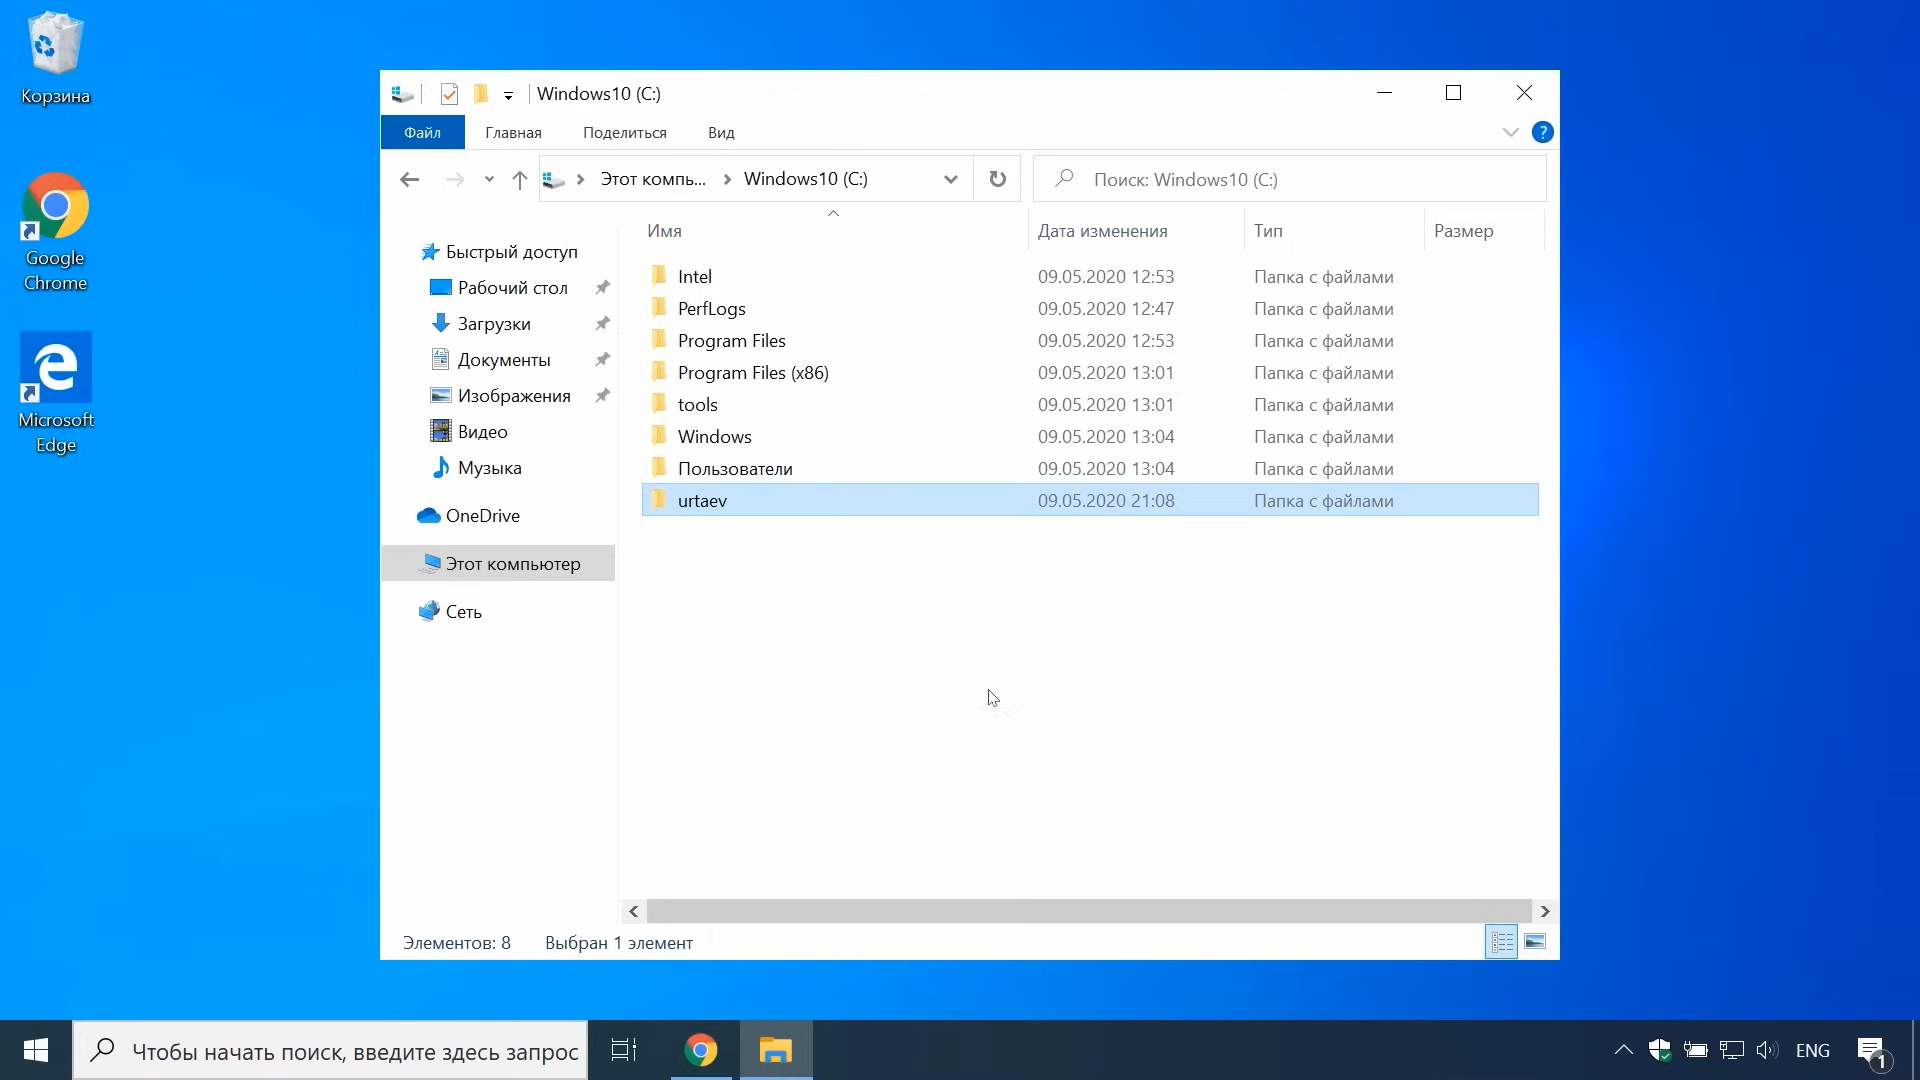 Корзина
Google
Chrome
Microsoft
Edge
Windows10 (C:)
Файл Главная Поделиться Вид ?
Этот компь... Windows10 (C:) Поиск: Windows10 (C:)
Имя Дата изменения Тип Размер
Быстрый доступ
Рабочий стол
Загрузки
Документы
Изображения
Видео
Музыка
OneDrive
Этот компьютер
Сеть
Intel 09.05.2020 12:53 Папка с файлами
PerfLogs 09.05.2020 12:47 Папка с файлами
Program Files 09.05.2020 12:53 Папка с файлами
Program Files (x86) 09.05.2020 13:01 Папка с файлами
tools 09.05.2020 13:01 Папка с файлами
Windows 09.05.2020 13:04 Папка с файлами
Пользователи 09.05.2020 13:04 Папка с файлами
urtaev 09.05.2020 21:08 Папка с файлами
Элементов: 8 Выбран 1 элемент
Чтобы начать поиск, введите здесь запрос
ENG 1